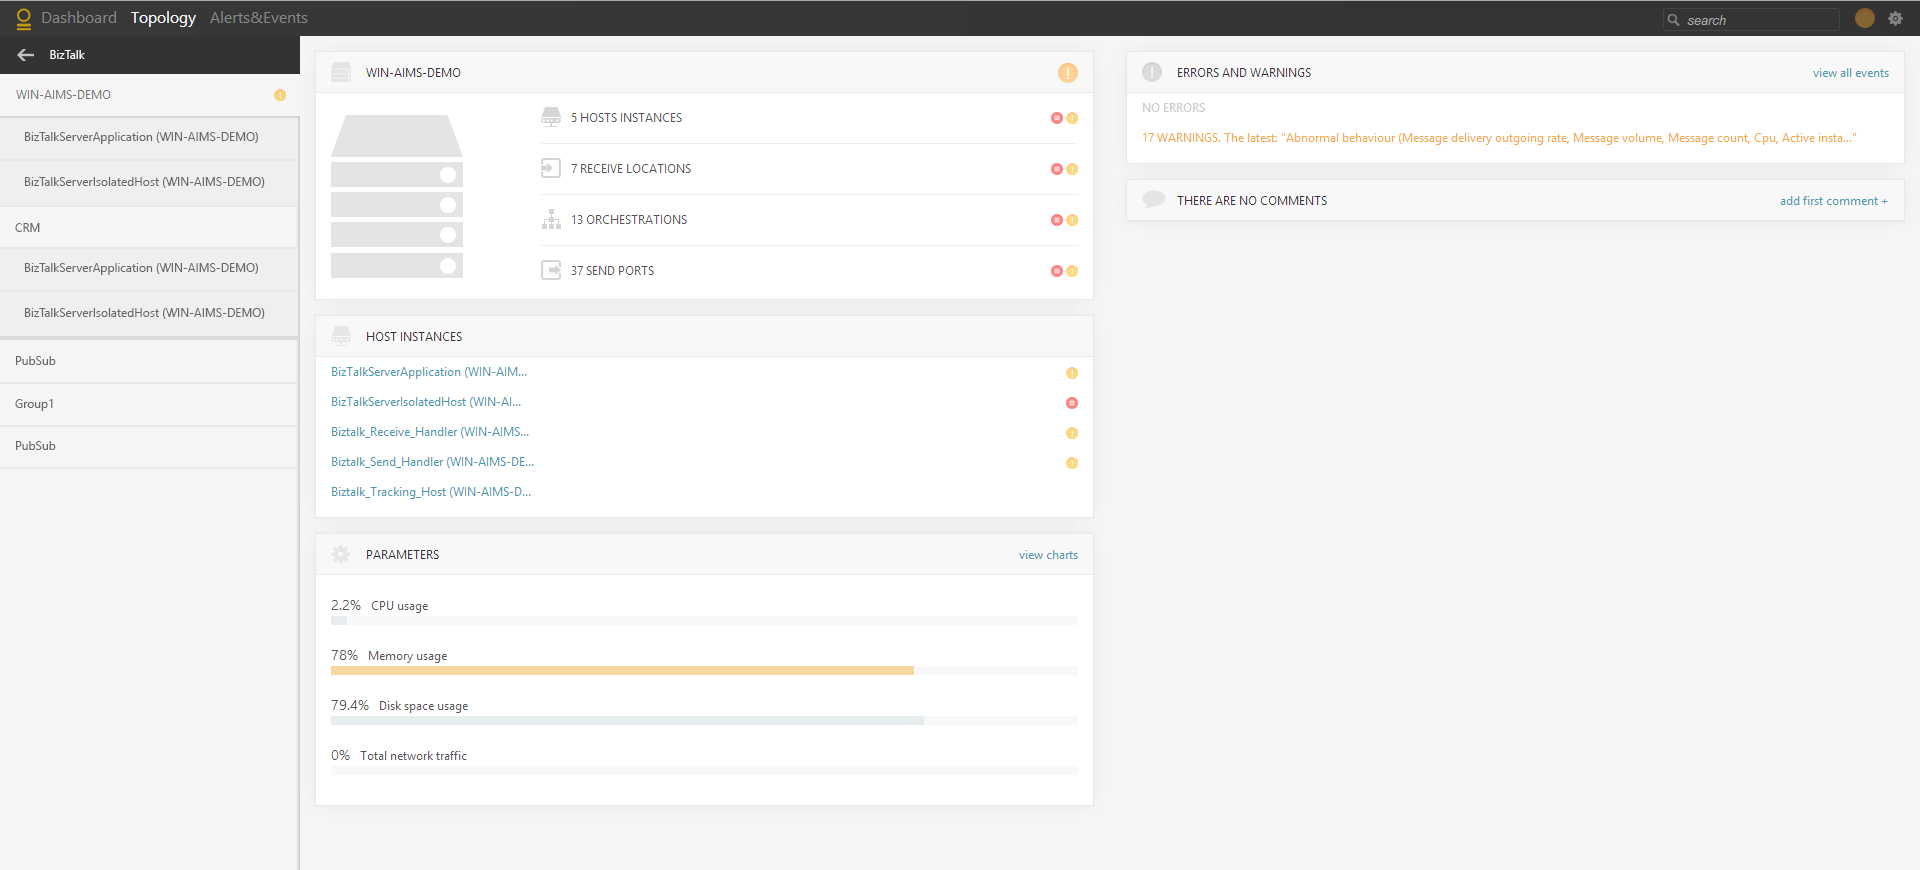 Dashboard Topology Alerts&Events
search
BizTalk
WIN-AIMS-DEMO
BizTalkServerApplication (WIN-AIMS-DEMO)
BizTalkServerIsolatedHost (WIN-AIMS-DEMO)
CRM
BizTalkServerApplication (WIN-AIMS-DEMO)
BizTalkServerIsolatedHost (WIN-AIMS-DEMO)
PubSub
Group1
PubSub
WIN-AIMS-DEMO
5 HOSTS INSTANCES
7 RECEIVE LOCATIONS
13 ORCHESTRATIONS
37 SEND PORTS
HOST INSTANCES
BizTalkServerApplication (WIN-AIM...
BizTalkServerIsolatedHost (WIN-AI...
Biztalk_Receive_Handler (WIN-AIMS...
Biztalk_Send_Handler (WIN-AIMS-DE...
Biztalk_Tracking_Host (WIN-AIMS-D...
PARAMETERS view charts
2.2% CPU usage
78% Memory usage
79.4% Disk space usage
0% Total network traffic
ERRORS AND WARNINGS view all events
NO ERRORS
17 WARNINGS. The latest: "Abnormal behaviour (Message delivery outgoing rate, Message volume, Message count, Cpu, Active insta..."
THERE ARE NO COMMENTS add first comment +